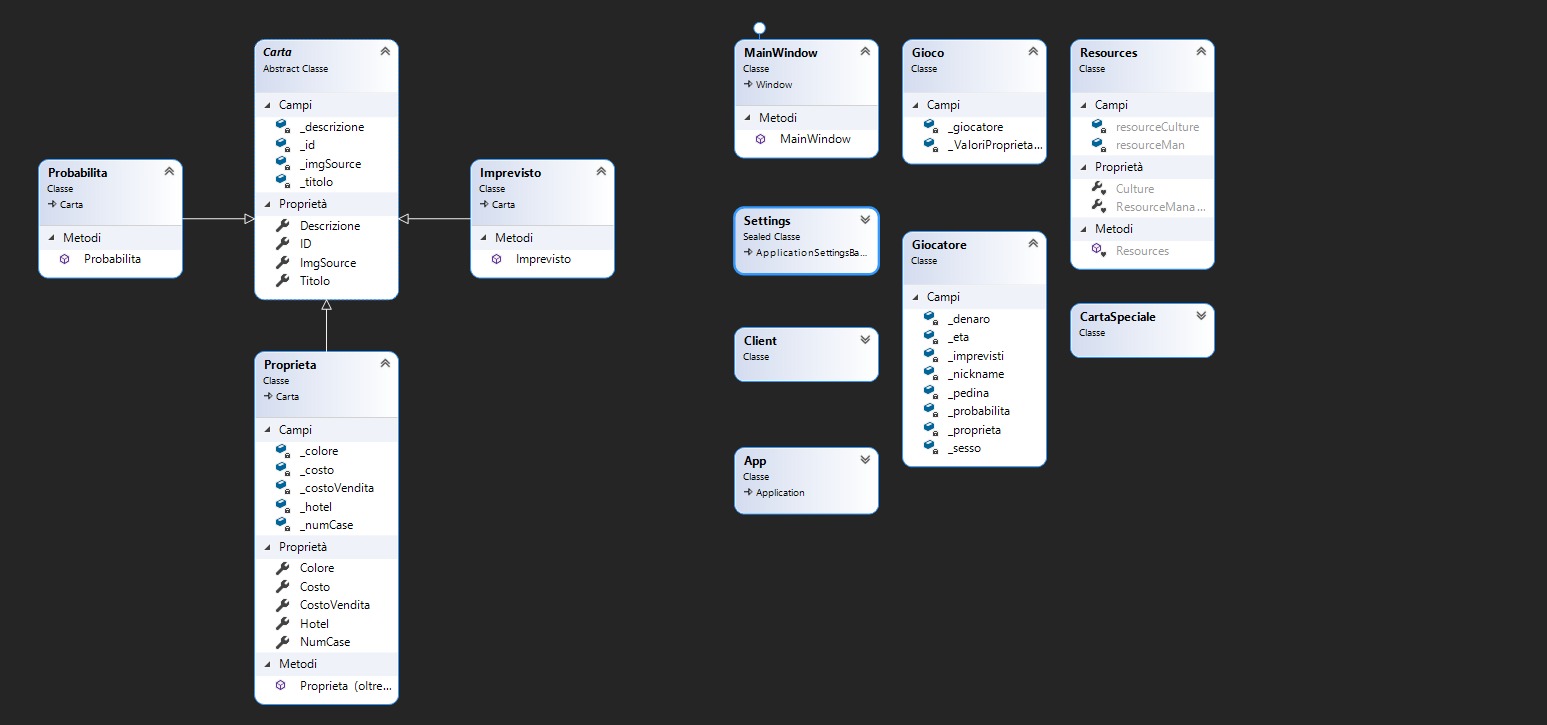 Carta
Abstract Classe
Campi
_descrizione
_id
_imgSource
_titolo
Proprietà
Descrizione
ID
ImgSource
Titolo
Probabilita
Classe
Carta
Metodi
Probabilita
Imprevisto
Classe
Carta
Metodi
Imprevisto
Proprieta
Classe
Carta
Campi
_colore
_costo
_costoVendita
_hotel
_numCase
Proprietà
Colore
Costo
CostoVendita
Hotel
NumCase
Metodi
Proprieta (oltre...
MainWindow
Classe
Window
Metodi
MainWindow
Settings
Sealed Classe
ApplicationSettingsBa...
Client
Classe
App
Classe
Application
Gioco
Classe
Campi
_giocatore
_ValoriProprieta...
Giocatore
Classe
Campi
_denaro
_eta
_imprevisti
_nickname
_pedina
_probabilita
_proprieta
_sesso
Resources
Classe
Campi
resourceCulture
resourceMan
Proprietà
Culture
ResourceMana...
Metodi
Resources
CartaSpeciale
Classe